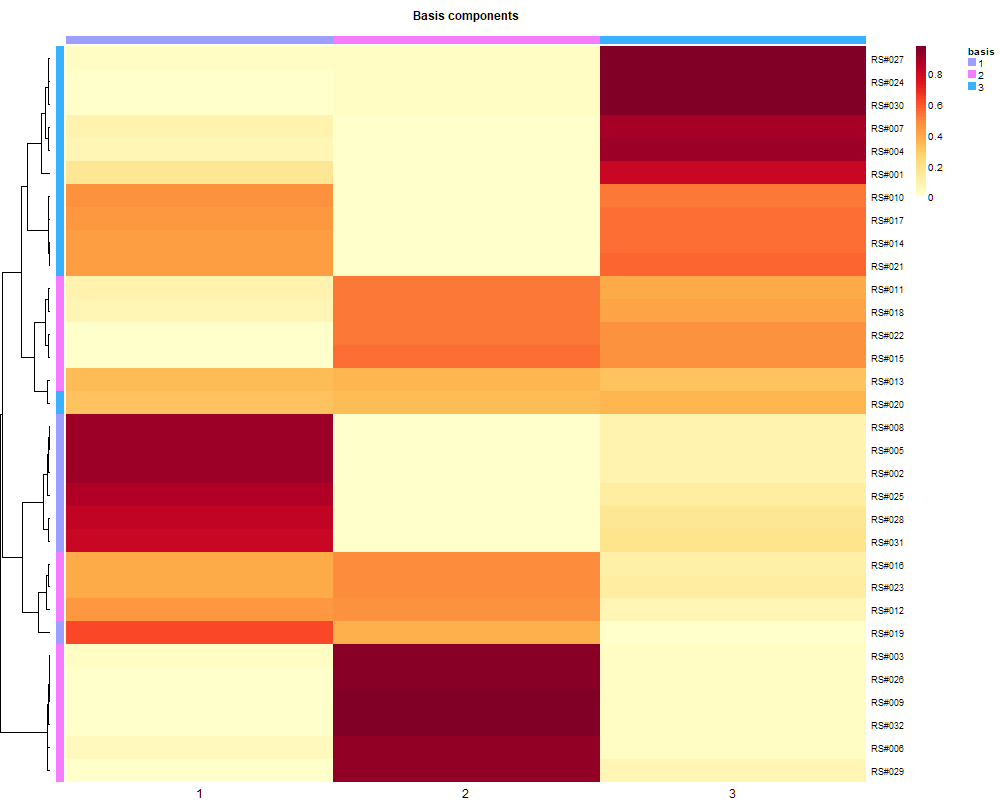 Basis components
RS#027
RS#024
RS#030
RS#007
RS#004
RS#001
RS#010
RS#017
RS#014
RS#021
RS#011
RS#018
RS#022
RS#015
RS#013
RS#020
RS#008
RS#005
RS#002
RS#025
RS#028
RS#031
RS#016
RS#023
RS#012
RS#019
RS#003
RS#026
RS#009
RS#032
RS#006
RS#029
0.8
0.6
0.4
0.2
0
basis
1
2
3
1 2 3